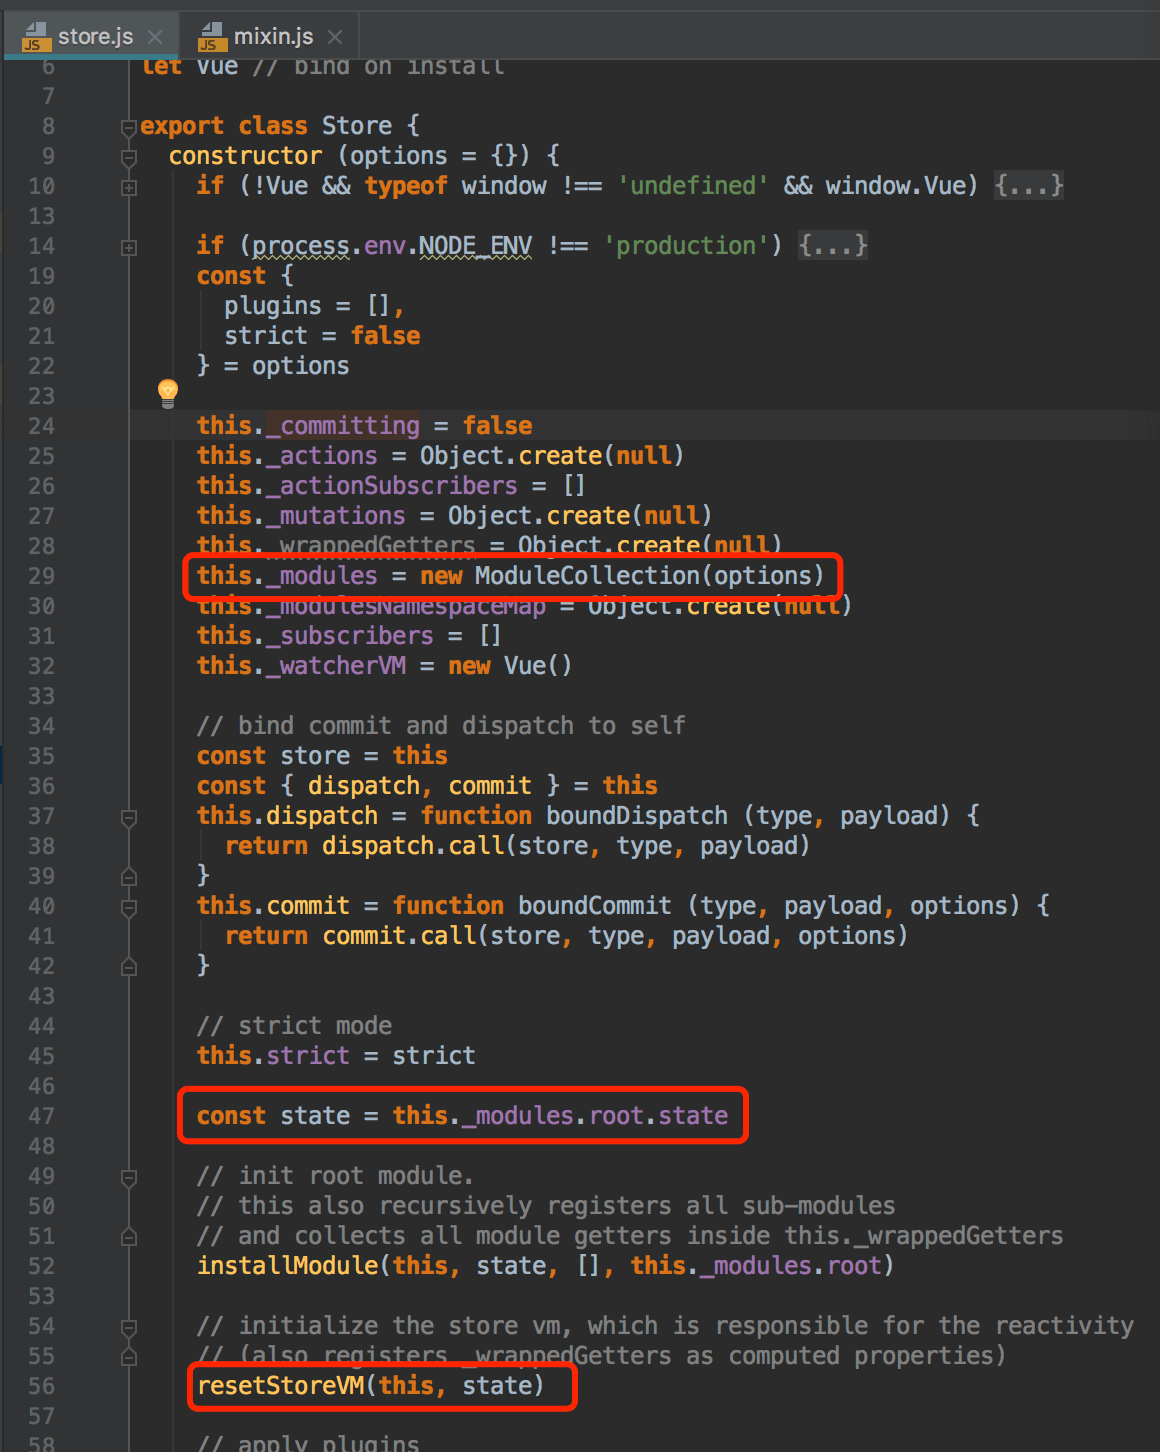 store.js × mixin.js ×
6 let Vue // bind on install
7
8 export class Store {
9 constructor (options = {}) {
10 if (!Vue && typeof window !== 'undefined' && window.Vue) {...}
13
14 if (process.env.NODE_ENV !== 'production') {...}
19 const {
20 plugins = [],
21 strict = false
22 } = options
23
24 this._committing = false
25 this._actions = Object.create(null)
26 this._actionSubscribers = []
27 this._mutations = Object.create(null)
28 this._wrappedGetters = Object.create(null)
29 this._modules = new ModuleCollection(options)
30 this._modulesNamespaceMap = Object.create(null)
31 this._subscribers = []
32 this._watcherVM = new Vue()
33
34 // bind commit and dispatch to self
35 const store = this
36 const { dispatch, commit } = this
37 this.dispatch = function boundDispatch (type, payload) {
38 return dispatch.call(store, type, payload)
39 }
40 this.commit = function boundCommit (type, payload, options) {
41 return commit.call(store, type, payload, options)
42 }
43
44 // strict mode
45 this.strict = strict
46
47 const state = this._modules.root.state
48
49 // init root module.
50 // this also recursively registers all sub-modules
51 // and collects all module getters inside this._wrappedGetters
52 installModule(this, state, [], this._modules.root)
53
54 // initialize the store vm, which is responsible for the reactivity
55 // (also registers _wrappedGetters as computed properties)
56 resetStoreVM(this, state)
57
58 // apply plugins